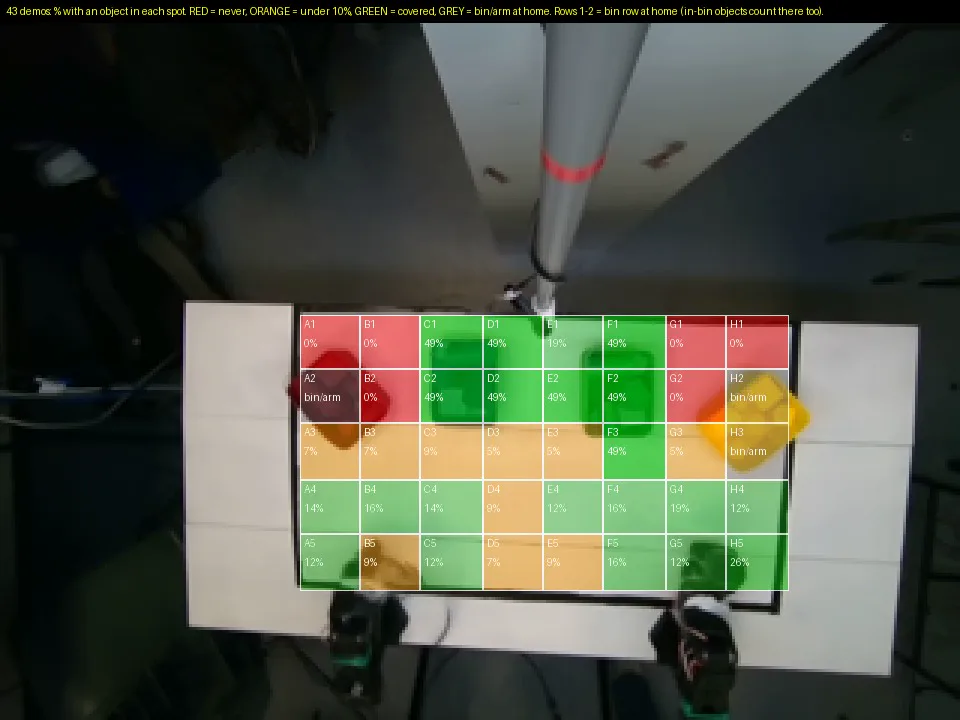 43 demos: % with an object in each spot. RED = never, ORANGE = under 10%, GREEN = covered, GREY = bin/arm at home. Rows 1-2 = bin row at home (in-bin objects count there too).
A1 B1 C1 D1 E1 F1 G1 H1
0% 0% 49% 49% 19% 49% 0% 0%
A2 B2 C2 D2 E2 F2 G2 H2
bin/arm 0% 49% 49% 49% 49% 0% bin/arm
A3 B3 C3 D3 E3 F3 G3 H3
7% 7% 9% 5% 5% 49% 5% bin/arm
A4 B4 C4 D4 E4 F4 G4 H4
14% 16% 14% 9% 12% 16% 19% 12%
A5 B5 C5 D5 E5 F5 G5 H5
12% 9% 12% 7% 9% 16% 12% 26%